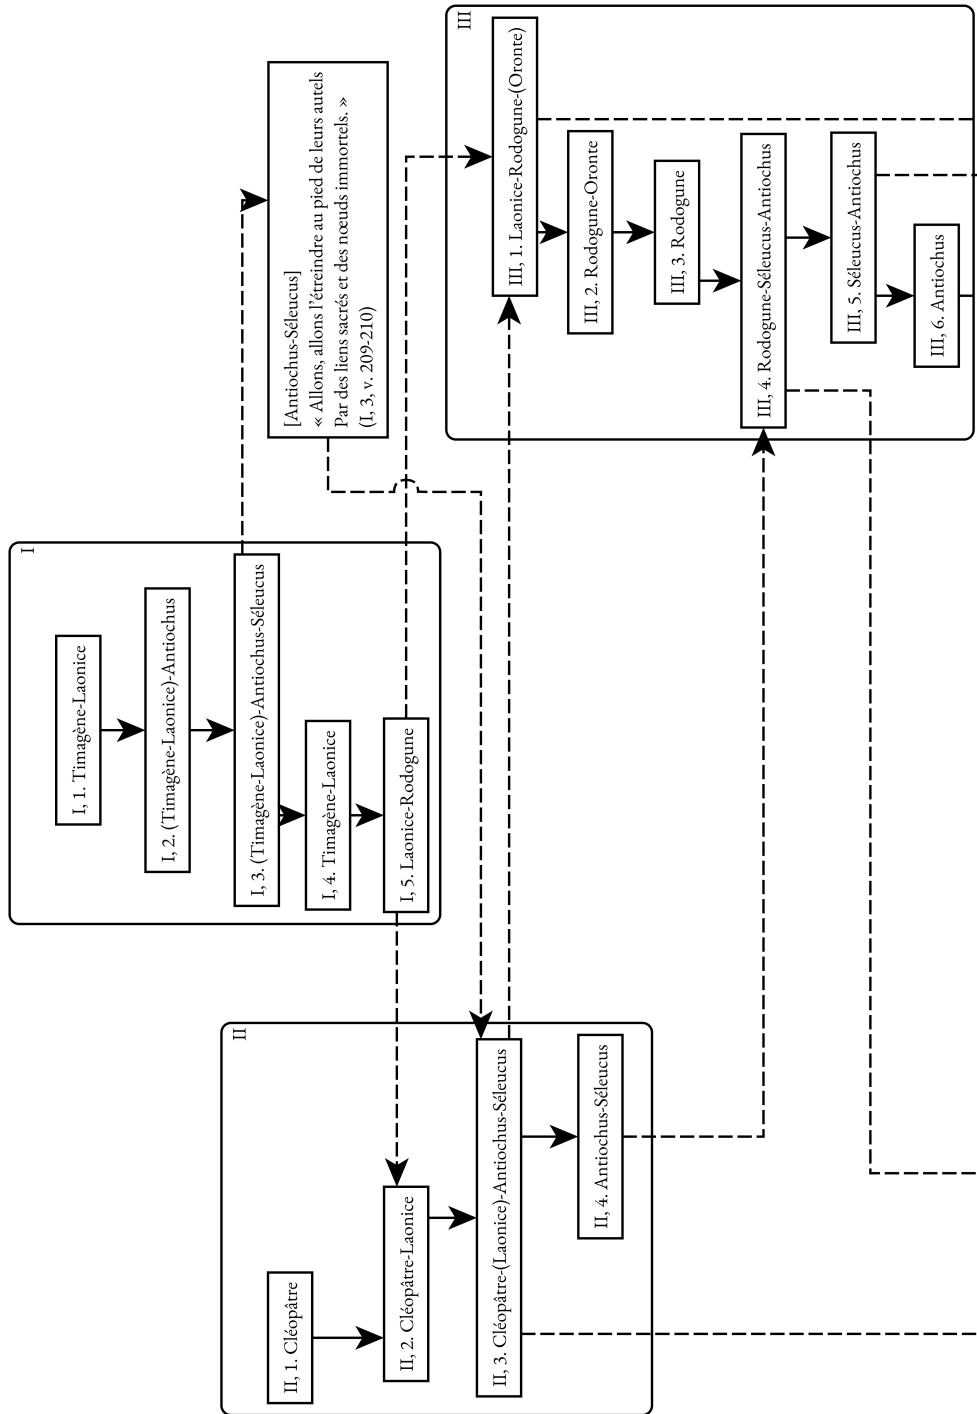 I
I, 1. Timagène-Laonice
I, 2. (Timagène-Laonice)-Antiochus
I, 3. (Timagène-Laonice)-Antiochus-Séleucus
I, 4. Timagène-Laonice
I, 5. Laonice-Rodogune
[Antiochus-Séleucus]
« Allons, allons l’étreindre au pied de leurs autels
Par des liens sacrés et des nœuds immortels. »
(I, 3, v. 209-210)
II
II, 1. Cléopâtre
II, 2. Cléopâtre-Laonice
II, 3. Cléopâtre-(Laonice)-Antiochus-Séleucus
II, 4. Antiochus-Séleucus
III
III, 1. Laonice-Rodogune-(Oronte)
III, 2. Rodogune-Oronte
III, 3. Rodogune
III, 4. Rodogune-Séleucus-Antiochus
III, 5. Séleucus-Antiochus
III, 6. Antiochus